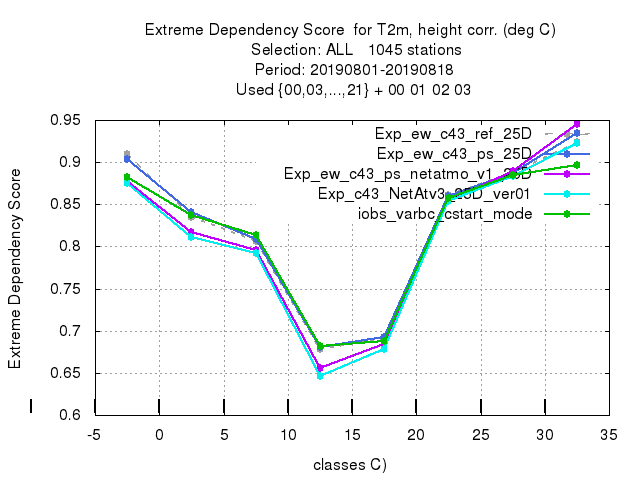 Extreme Dependency Score for T2m, height corr. (deg C)
Selection: ALL 1045 stations
Period: 20190801-20190818
Used {00,03,...,21} + 00 01 02 03
Extreme Dependency Score
0.95
0.9
0.85
0.8
0.75
0.7
0.65
0.6
Exp_ew_c43_ref_25D
Exp_ew_c43_ps_25D
Exp_ew_c43_ps_netatmo_v1_25D
Exp_c43_NetAtv3_25D_ver01
iobs_varbc_cstart_mode
-5 0 5 10 15 20 25 30 35
classes C)